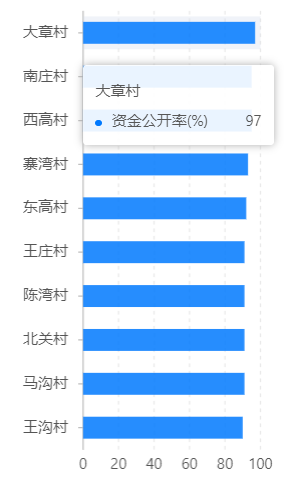 大章村
南庄村
大章村
西高村
资金公开率(%) 97
寨湾村
东高村
王庄村
陈湾村
北关村
马沟村
王沟村
0 20 40 60 80 100